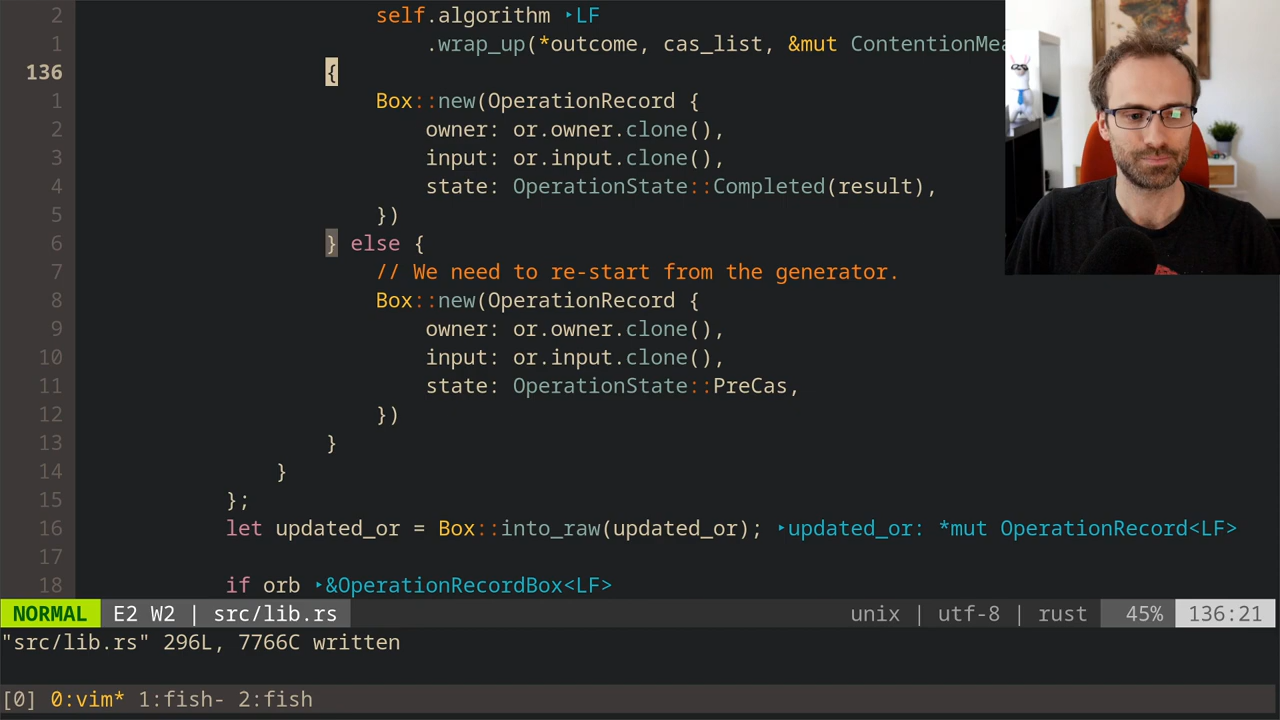 2 self.algorithm ‣LF
1 .wrap_up(*outcome, cas_list, &mut ContentionMea
136 {
1 Box::new(OperationRecord {
2 owner: or.owner.clone(),
3 input: or.input.clone(),
4 state: OperationState::Completed(result),
5 })
6 } else {
7 // We need to re-start from the generator.
8 Box::new(OperationRecord {
9 owner: or.owner.clone(),
10 input: or.input.clone(),
11 state: OperationState::PreCas,
12 })
13 }
14 }
15 };
16 let updated_or = Box::into_raw(updated_or); ‣updated_or: *mut OperationRecord<LF>
17
18 if orb ‣&OperationRecordBox<LF>
NORMAL E2 W2 | src/lib.rs unix | utf-8 | rust 45% 136:21
"src/lib.rs" 296L, 7766C written
[0] 0:vim* 1:fish- 2:fish